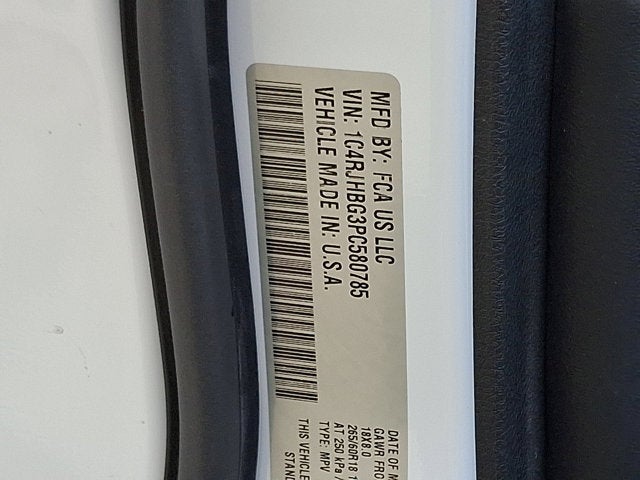 MFD BY: FCA US LLC
VIN: 1C4RJHBG3PC580785
VEHICLE MADE IN: U.S.A.
DATE OF M
GAWR FRO
18X8.0
265/60R18 1
AT 250 kPa /
TYPE: MPV
THIS VEHICLE
STAND